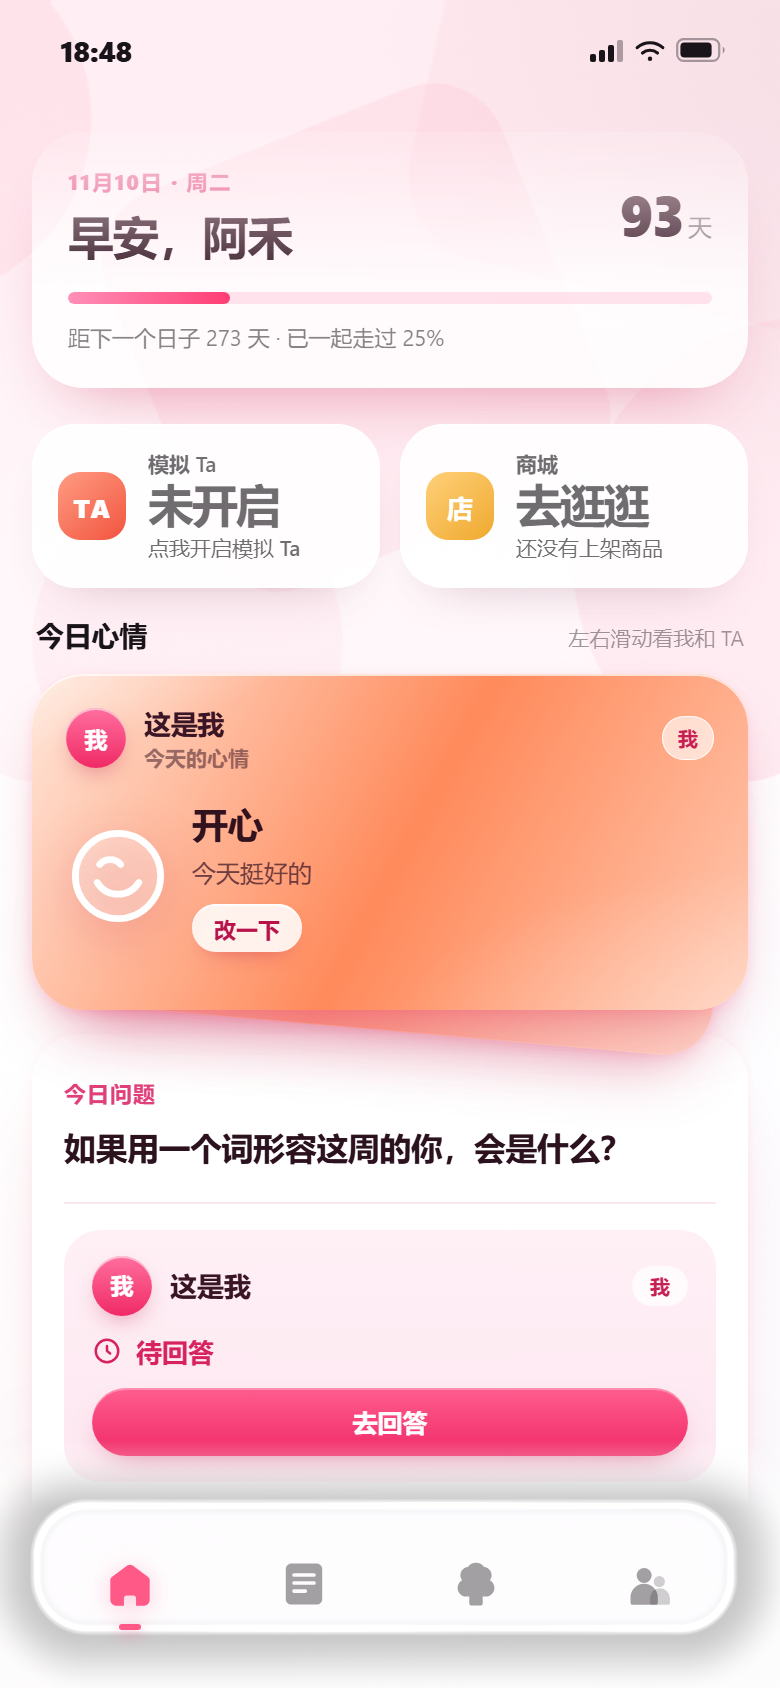 18:48
11月10日 · 周二
早安，阿禾
93天
距下一个日子 273 天 · 已一起走过 25%
TA
模拟 Ta
未开启
点我开启模拟 Ta
店
商城
去逛逛
还没有上架商品
今日心情
左右滑动看我和 TA
我
这是我
今天的心情
我
开心
今天挺好的
改一下
今日问题
如果用一个词形容这周的你，会是什么？
我
这是我
我
待回答
去回答